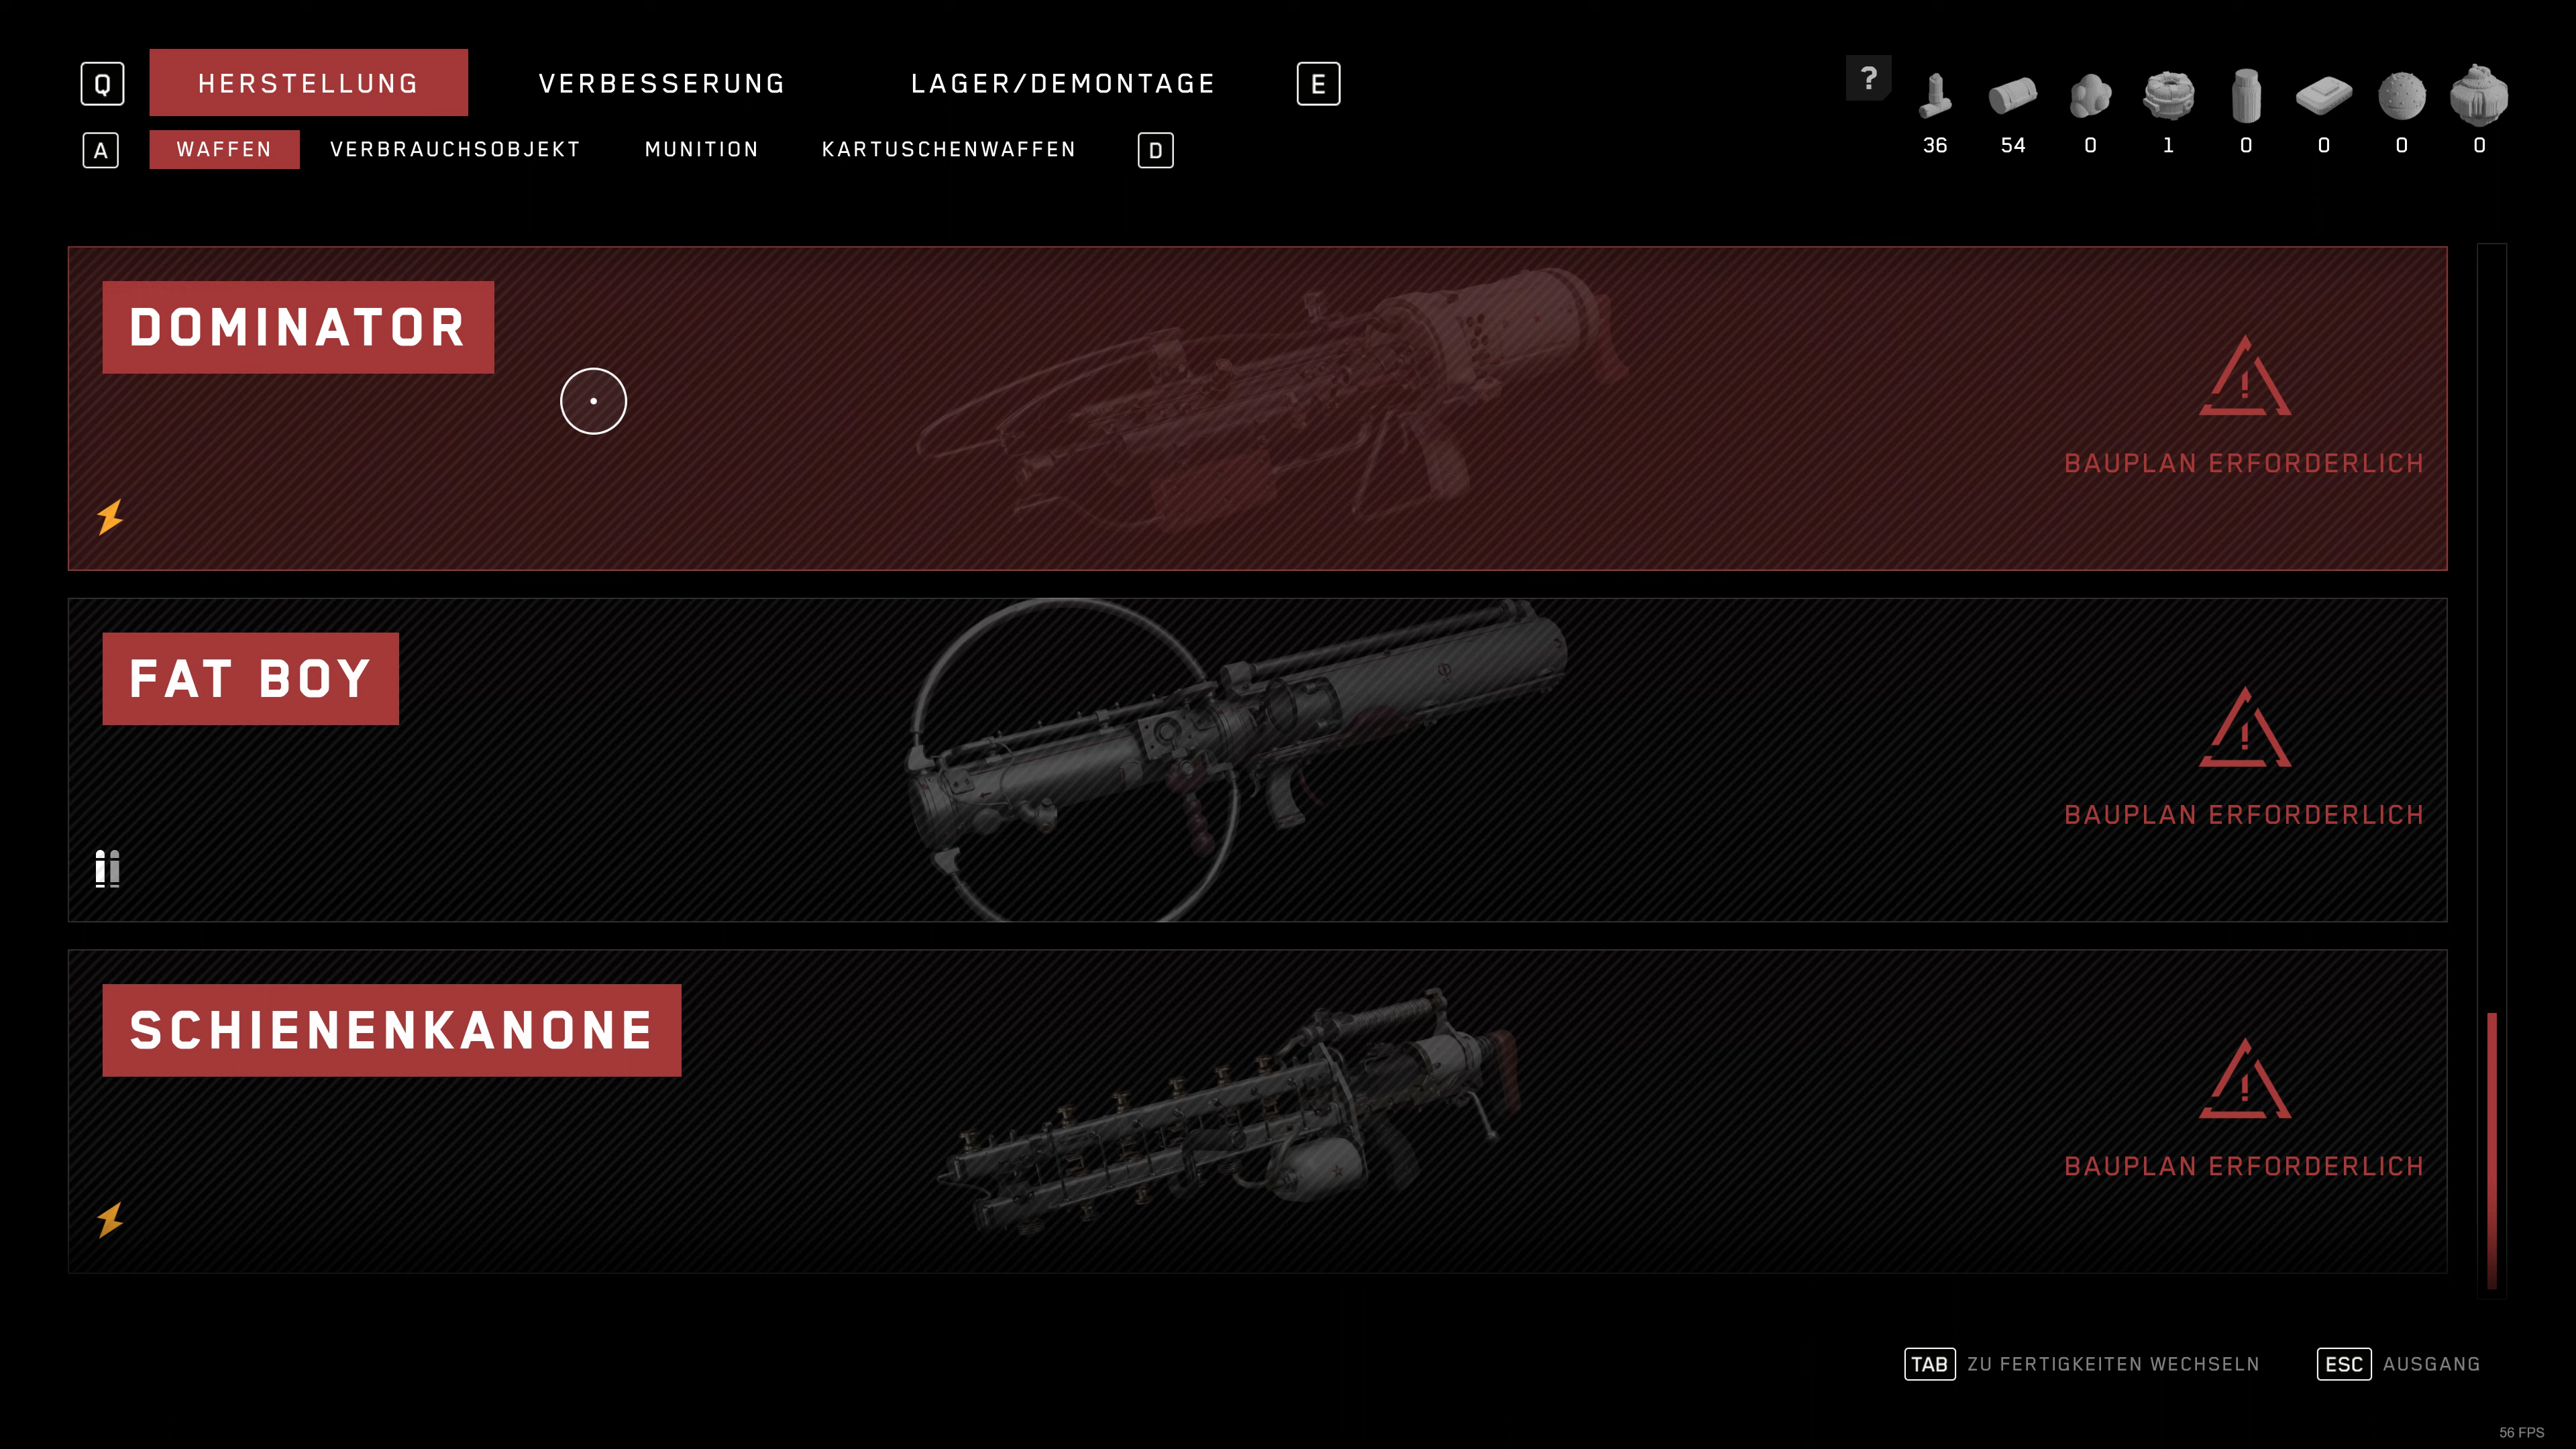 Q HERSTELLUNG VERBESSERUNG LAGER/DEMONTAGE E
?
A WAFFEN VERBRAUCHSOBJEKT MUNITION KARTUSCHENWAFFEN D
36 54 0 1 0 0 0 0
DOMINATOR
BAUPLAN ERFORDERLICH
FAT BOY
BAUPLAN ERFORDERLICH
SCHIENENKANONE
BAUPLAN ERFORDERLICH
TAB ZU FERTIGKEITEN WECHSELN ESC AUSGANG
56 FPS